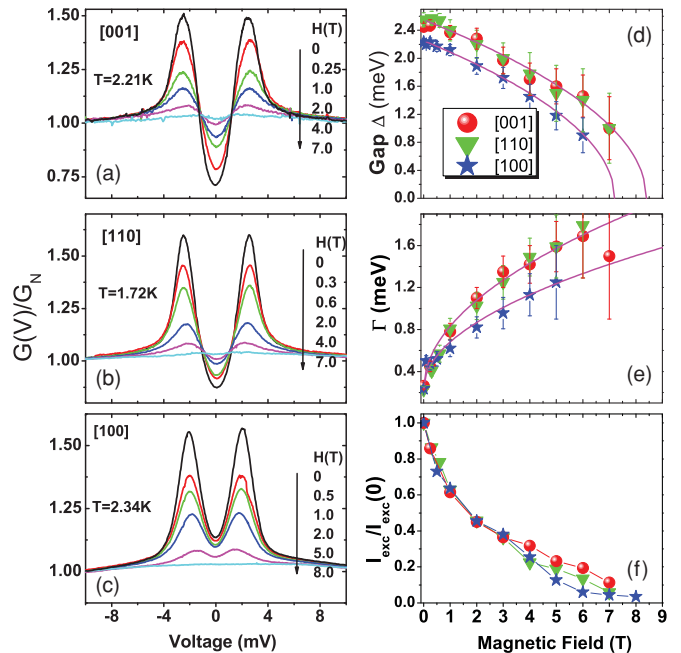 [001]
T=2.21K
H(T)
0
0.25
1.0
2.0
4.0
7.0
1.50
1.25
1.00
0.75
(a)
[110]
T=1.72K
H(T)
0
0.3
0.6
2.0
4.0
7.0
1.50
1.25
1.00
(b)
G(V)/G_N
[100]
T=2.34K
H(T)
0
0.5
1.0
2.0
5.0
8.0
1.50
1.25
1.00
(c)
-8 -4 0 4 8
Voltage (mV)
(d)
2.4
1.8
1.2
0.6
0.0
Gap Δ (meV)
[001]
[110]
[100]
(e)
1.6
1.2
0.8
0.4
Γ (meV)
(f)
1.0
0.8
0.6
0.4
0.2
0.0
I_exc/I_exc(0)
0 1 2 3 4 5 6 7 8 9
Magnetic Field (T)